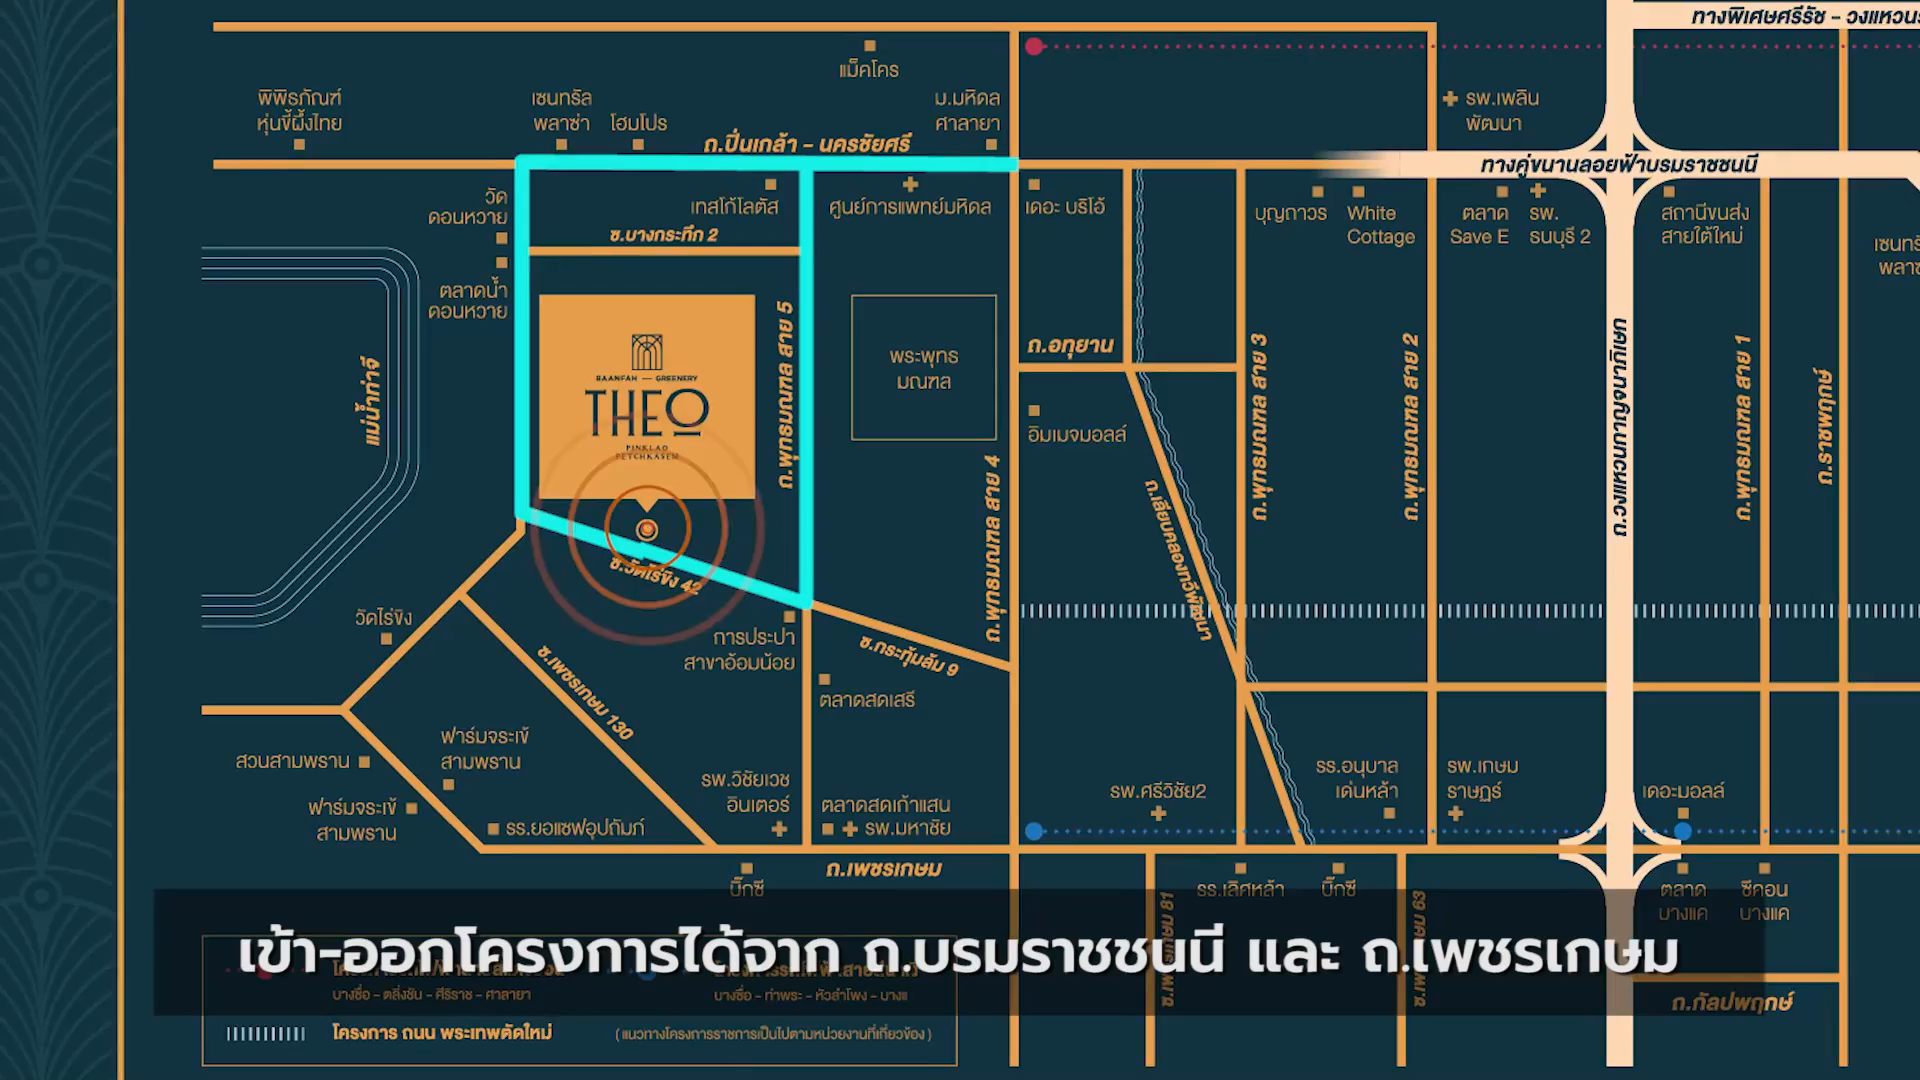 ทางพิเศษศรีรัช - วงแหวนร
แม็คโคร
พิพิธภัณฑ์
หุ่นขี้ผึ้งไทย
เซนทรัล
พลาซ่า
โฮมโปร
ม.มหิดล
ศาลายา
รพ.เพลิน
พัฒนา
ถ.ปิ่นเกล้า - นครชัยศรี
ทางคู่ขนานลอยฟ้าบรมราชชนนี
วัด
ดอนหวาย
เทสโก้โลตัส
ศูนย์การแพทย์มหิดล
เดอะ บริโอ้
บุญถาวร
White
Cottage
ตลาด
Save E
รพ.
ธนบุรี 2
สถานีขนส่ง
สายใต้ใหม่
เซนทรั
พลาซ
ซ.บางกระทึก 2
ตลาดน้ำ
ดอนหวาย
แม่น้ำท่าจีน
BAANFAH — GREENERY
THEO
PINKLAO
PETCHKASEM
ถ.พุทธมณฑล สาย 5
พระพุทธ
มณฑล
ถ.อุทยาน
อิมเมจมอลล์
ถ.พุทธมณฑล สาย 4
ถ.เลียบคลองทวีวัฒนา
ถ.พุทธมณฑล สาย 3
ถ.พุทธมณฑล สาย 2
ถ.วงแหวนกาญจนาภิเษก
ถ.พุทธมณฑล สาย 1
ถ.ราชพฤกษ์
ซ.วัดไร่ขิง 42
วัดไร่ขิง
การประปา
สาขาอ้อมน้อย
ซ.กระทุ่มล้ม 9
ตลาดสดเสรี
ซ.เพชรเกษม 130
สวนสามพราน
ฟาร์มจระเข้
สามพราน
ฟาร์มจระเข้
สามพราน
รร.ยอแซฟอุปถัมภ์
รพ.วิชัยเวช
อินเตอร์
ตลาดสดเก้าแสน
รพ.มหาชัย
รพ.ศรีวิชัย2
รร.อนุบาล
เด่นหล้า
รพ.เกษม
ราษฎร์
เดอะมอลล์
ถ.เพชรเกษม
บิ๊กซี
รร.เลิศหล้า
บิ๊กซี
ตลาด
บางแค
ซีคอน
บางแค
ซ.เพชรเกษม 81
ซ.เพชรเกษม 63
เข้า-ออกโครงการได้จาก ถ.บรมราชชนนี และ ถ.เพชรเกษม
บางซื่อ - ตลิ่งชัน - ศิริราช - ศาลายา
บางซื่อ - ท่าพระ - หัวลำโพง - บางแ
ถ.กัลปพฤกษ์
โครงการ ถนน พระเทพตัดใหม่
( แนวทางโครงการราชการเป็นไปตามหน่วยงานที่เกี่ยวข้อง )